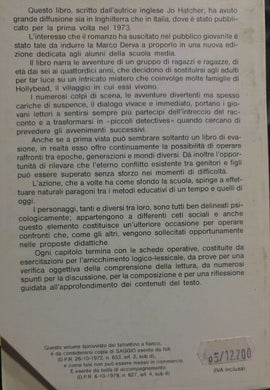 Questo libro, scritto dall'autrice inglese Jo Hatcher, ha avuto
grande diffusione sia in Inghilterra che in Italia, dove è stato pubbli-
cato per la prima volta nel 1973.
L'interesse che il romanzo ha suscitato nel pubblico giovanile è
stato tale da indurre la Marco Derva a proporlo in una nuova edi-
zione dedicata agli alunni della scuola media.
Il libro narra le avventure di un gruppo di ragazzi e ragazze, di
età dai sei ai quattordici anni, che decidono di sostituirsi agli adulti
per far luce su un intricato mistero che coinvolge molte famiglie di
Hollybead, il villaggio in cui essi vivono.
I numerosi colpi di scena, le avventure divertenti ma spesso
cariche di suspence, il dialogo vivace e immediato, portano i gio-
vani lettori a sentirsi sempre più partecipi dell'intreccio del raccon-
to e a trasformarsi in «piccoli detectives» quando cercano di
prevedere gli avvenimenti successivi.
Anche se a prima vista può sembrare soltanto un libro di eva-
sione, in realtà esso offre continuamente la possibilità di operare
raffronti tra epoche, generazioni e mondi diversi. Dà inoltre l'oppor-
tunità di rilevare che l'eterno conflitto esistente tra genitori e figli
può essere superato senza sforzo nei momenti di difficoltà.
L'azione, che a volte ha come sfondo la scuola, spinge a effet-
tuare naturali paragoni tra i metodi educativi di un tempo e quelli di
oggi.
I personaggi, tanti e diversi tra loro, sono tutti ben delineati psi-
cologicamente; appartengono a differenti ceti sociali e anche
questo elemento costituisce un'ulteriore occasione per operare
confronti che, come gli altri, vengono sollecitati opportunamente
nelle proposte didattiche.
Ogni capitolo termina con le schede operative, costituite da
esercitazioni per l'arricchimento logico-lessicale, da prove per una
verifica oggettiva della comprensione della lettura, da numerosi
spunti per la discussione, per la composizione e per una riflessione
guidata all'approfondimento dei contenuti del testo.
Questo volume sprovvisto del talloncino a fianco,
è da considerarsi copia di SAGGIO esente da IVA
(D.P.R. 26-10-1972, n. 633, art. 2, sub d)
e come tale non può essere messo in commercio.
È esente da bolla di accompagnamento.
(D.P.R. 6-10-1978, n. 627, art. 4, sub 6)
05/12200
(IVA inclusa)